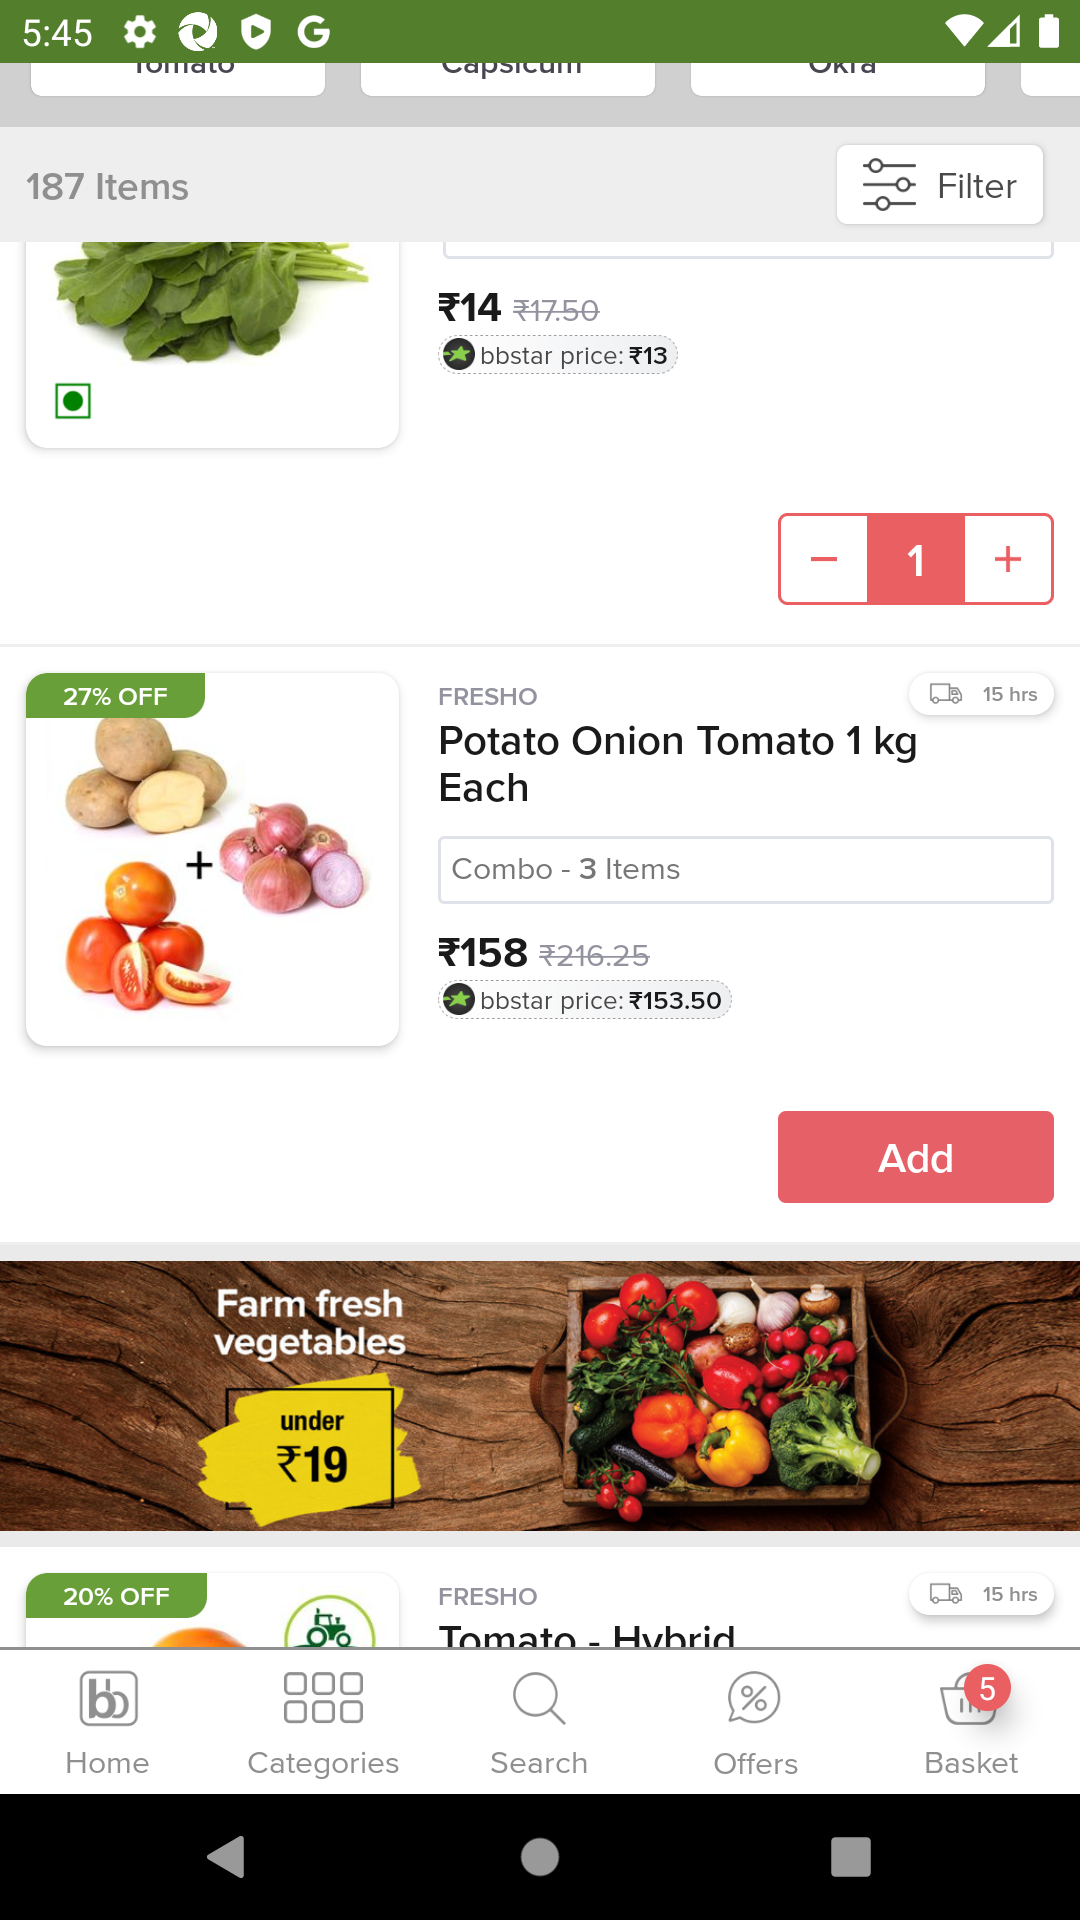 5:45
Tomato
Capsicum
Okra
187 Items
Filter
₹14 ₹17.50
bbstar price: ₹13
1
27% OFF
FRESHO
15 hrs
Potato Onion Tomato 1 kg
Each
Combo - 3 Items
₹158 ₹216.25
bbstar price: ₹153.50
Add
Farm fresh
vegetables
under
₹19
20% OFF
FRESHO
15 hrs
Tomato - Hybrid
bb
5
Home
Categories
Search
Offers
Basket